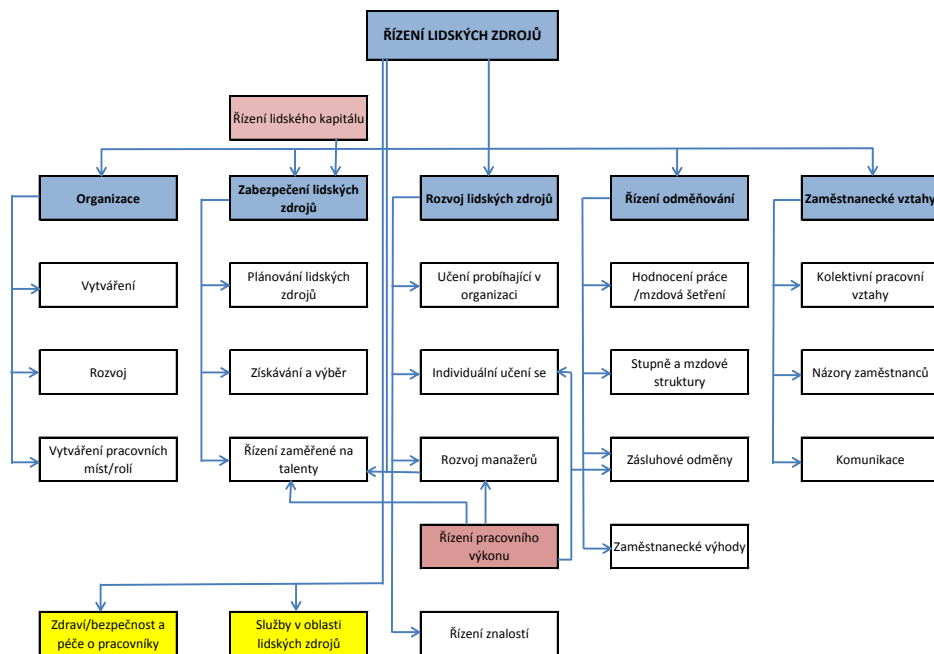 ŘÍZENÍ LIDSKÝCH ZDROJŮ
Řízení lidského kapitálu
Organizace
Zabezpečení lidských
zdrojů
Rozvoj lidských zdrojů
Řízení odměňování
Zaměstnanecké vztahy
Vytváření
Plánování lidských
zdrojů
Učení probíhající v
organizaci
Hodnocení práce
/mzdová šetření
Kolektivní pracovní
vztahy
Rozvoj
Získávání a výběr
Individuální učení se
Stupně a mzdové
struktury
Názory zaměstnanců
Vytváření pracovních
míst/rolí
Řízení zaměřené na
talenty
Rozvoj manažerů
Zásluhové odměny
Komunikace
Řízení pracovního
výkonu
Zaměstnanecké výhody
Zdraví/bezpečnost a
péče o pracovníky
Služby v oblasti
lidských zdrojů
Řízení znalostí